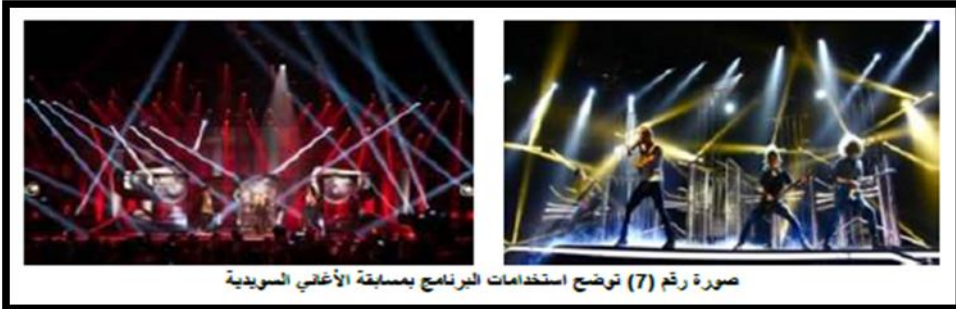 صورة رقم (7) توضح استخدامات البرنامج بمسابقة الأغاني السويدية